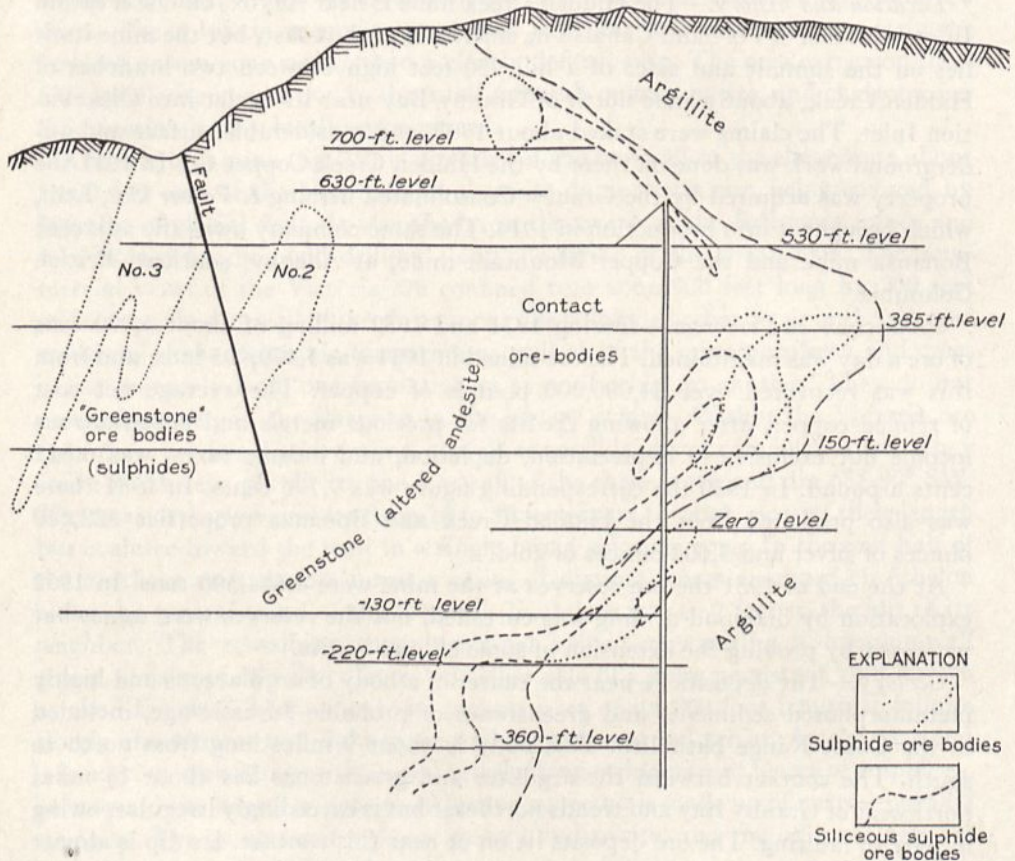 Argillite
700-ft. level
630-ft. level
Fault
530-ft. level
No.3
No.2
Contact
ore-bodies
385-ft. level
"Greenstone"
ore bodies
(sulphides)
150-ft. level
Greenstone (altered andesite)
Zero level
-130-ft level
Argillite
-220-ft. level
-360-ft-level
EXPLANATION
Sulphide ore bodies
Siliceous sulphide
ore bodies